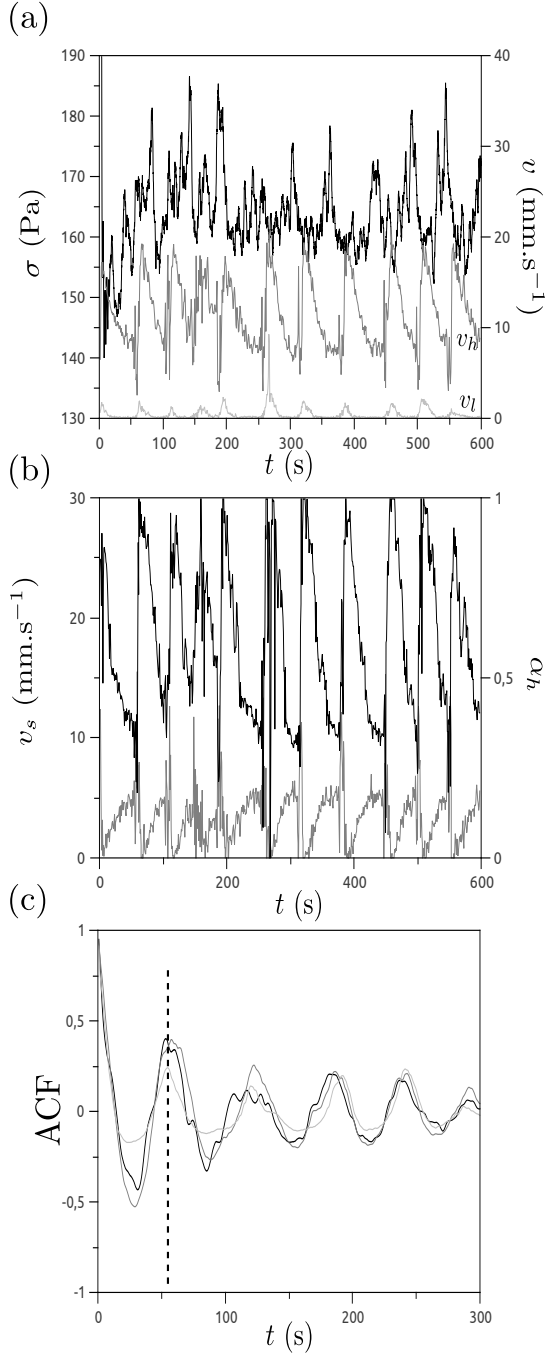 (a)
190
180
170
160
150
140
130
σ (Pa)
40
30
20
10
0
v (mm.s⁻¹)
v_h
v_l
0 100 200 300 400 500 600
t (s)
(b)
30
20
10
0
v_s (mm.s⁻¹)
1
0,5
0
α_h
0 200 400 600
t (s)
(c)
1
0,5
0
-0,5
-1
ACF
0 100 200 300
t (s)